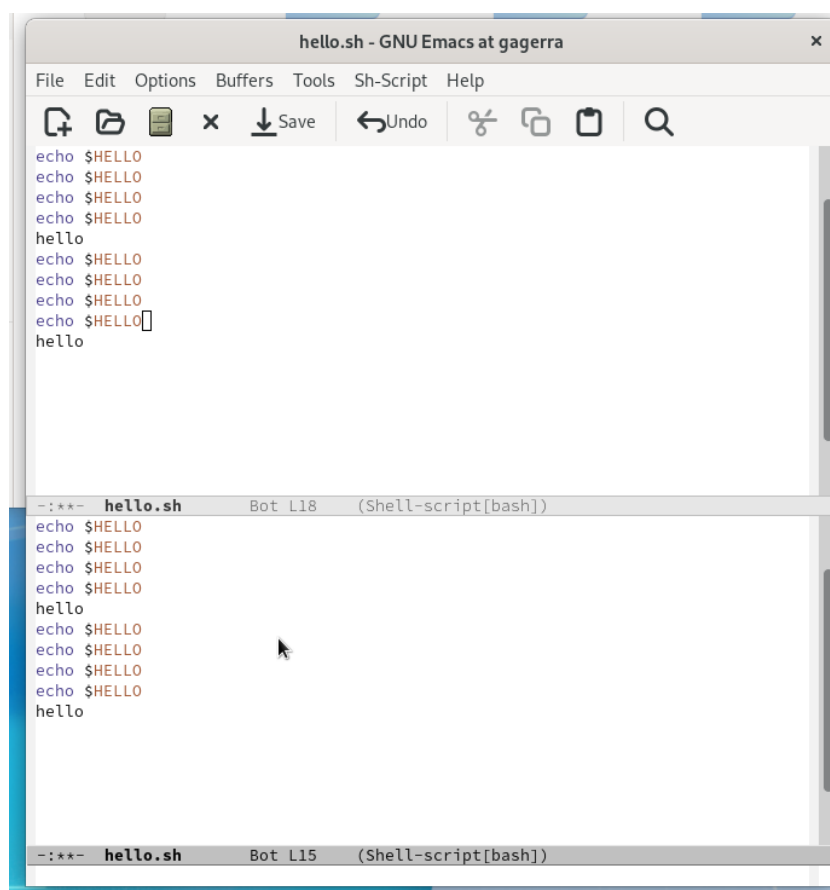 hello.sh - GNU Emacs at gagerra
File Edit Options Buffers Tools Sh-Script Help
Save Undo
echo $HELLO
echo $HELLO
echo $HELLO
echo $HELLO
hello
echo $HELLO
echo $HELLO
echo $HELLO
echo $HELLO
hello
-:**- hello.sh Bot L18 (Shell-script[bash])
echo $HELLO
echo $HELLO
echo $HELLO
echo $HELLO
hello
echo $HELLO
echo $HELLO
echo $HELLO
echo $HELLO
hello
-:**- hello.sh Bot L15 (Shell-script[bash])